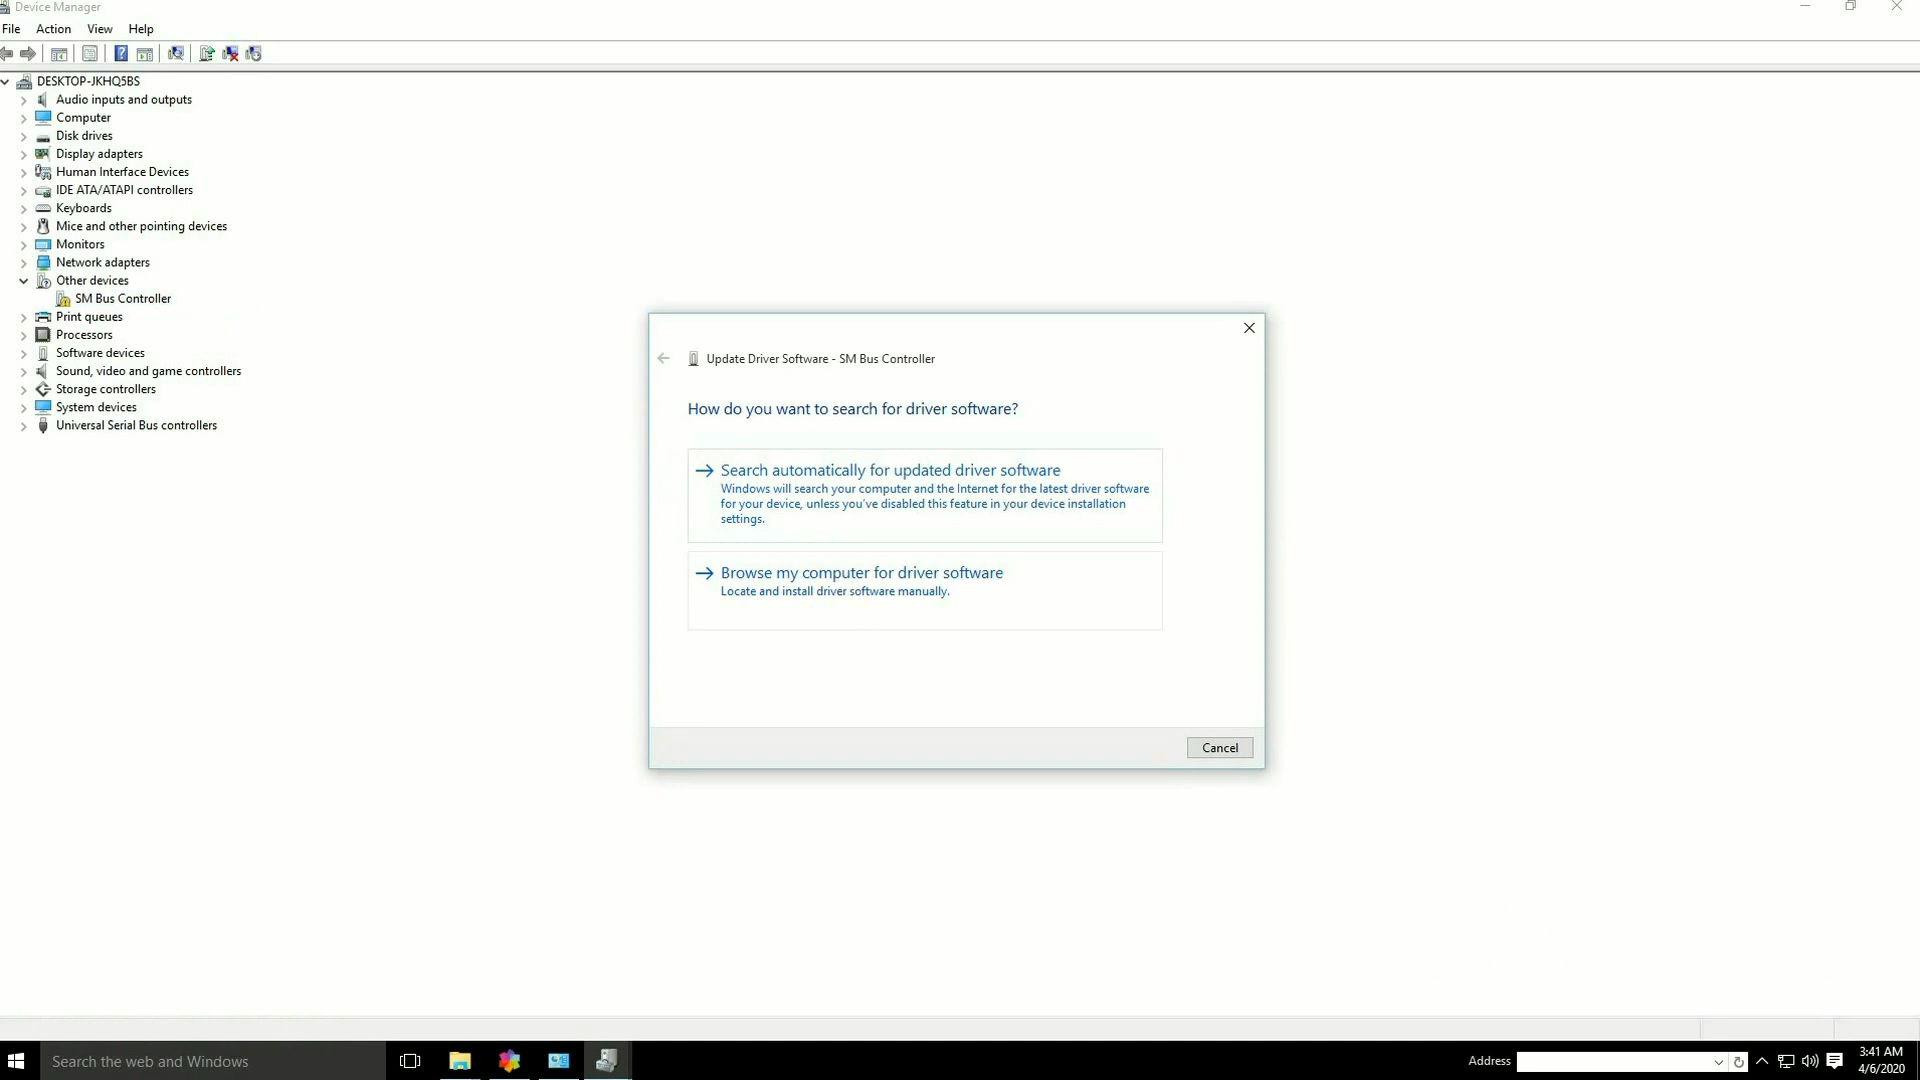 Device Manager
File Action View Help
DESKTOP-JKHQ5BS
Audio inputs and outputs
Computer
Disk drives
Display adapters
Human Interface Devices
IDE ATA/ATAPI controllers
Keyboards
Mice and other pointing devices
Monitors
Network adapters
Other devices
SM Bus Controller
Print queues
Processors
Software devices
Sound, video and game controllers
Storage controllers
System devices
Universal Serial Bus controllers
Update Driver Software - SM Bus Controller
How do you want to search for driver software?
Search automatically for updated driver software
Windows will search your computer and the Internet for the latest driver software
for your device, unless you've disabled this feature in your device installation
settings.
Browse my computer for driver software
Locate and install driver software manually.
Cancel
Search the web and Windows
Address
3:41 AM
4/6/2020